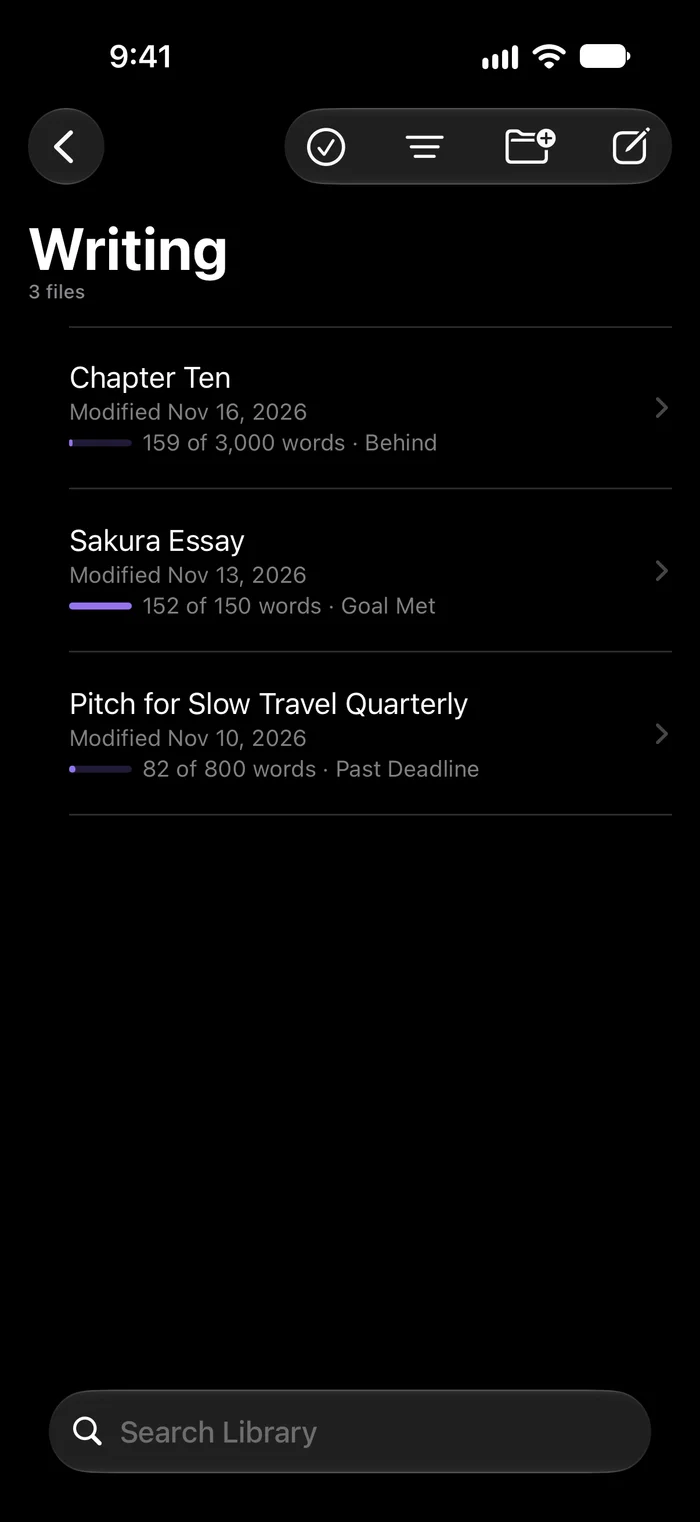 9:41
Writing
3 files
Chapter Ten
Modified Nov 16, 2026
159 of 3,000 words · Behind
Sakura Essay
Modified Nov 13, 2026
152 of 150 words · Goal Met
Pitch for Slow Travel Quarterly
Modified Nov 10, 2026
82 of 800 words · Past Deadline
Search Library